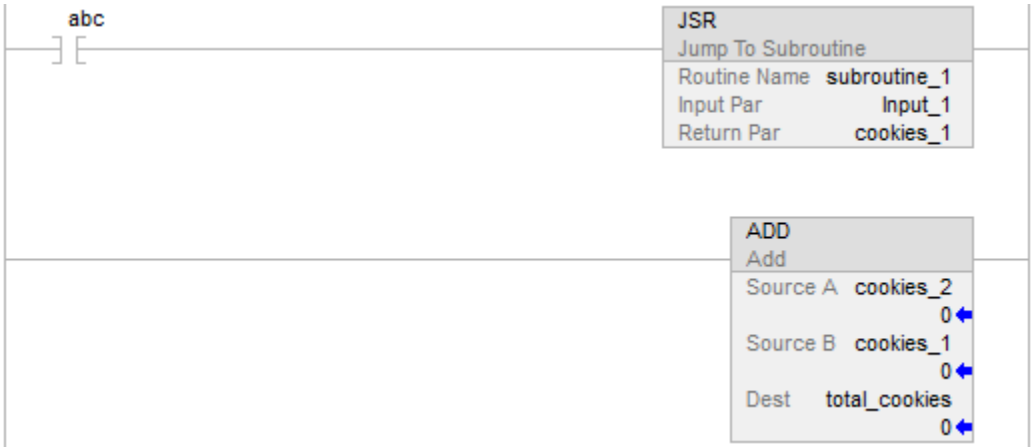 abc
JSR
Jump To Subroutine
Routine Name subroutine_1
Input Par Input_1
Return Par cookies_1
ADD
Add
Source A cookies_2
0
Source B cookies_1
0
Dest total_cookies
0